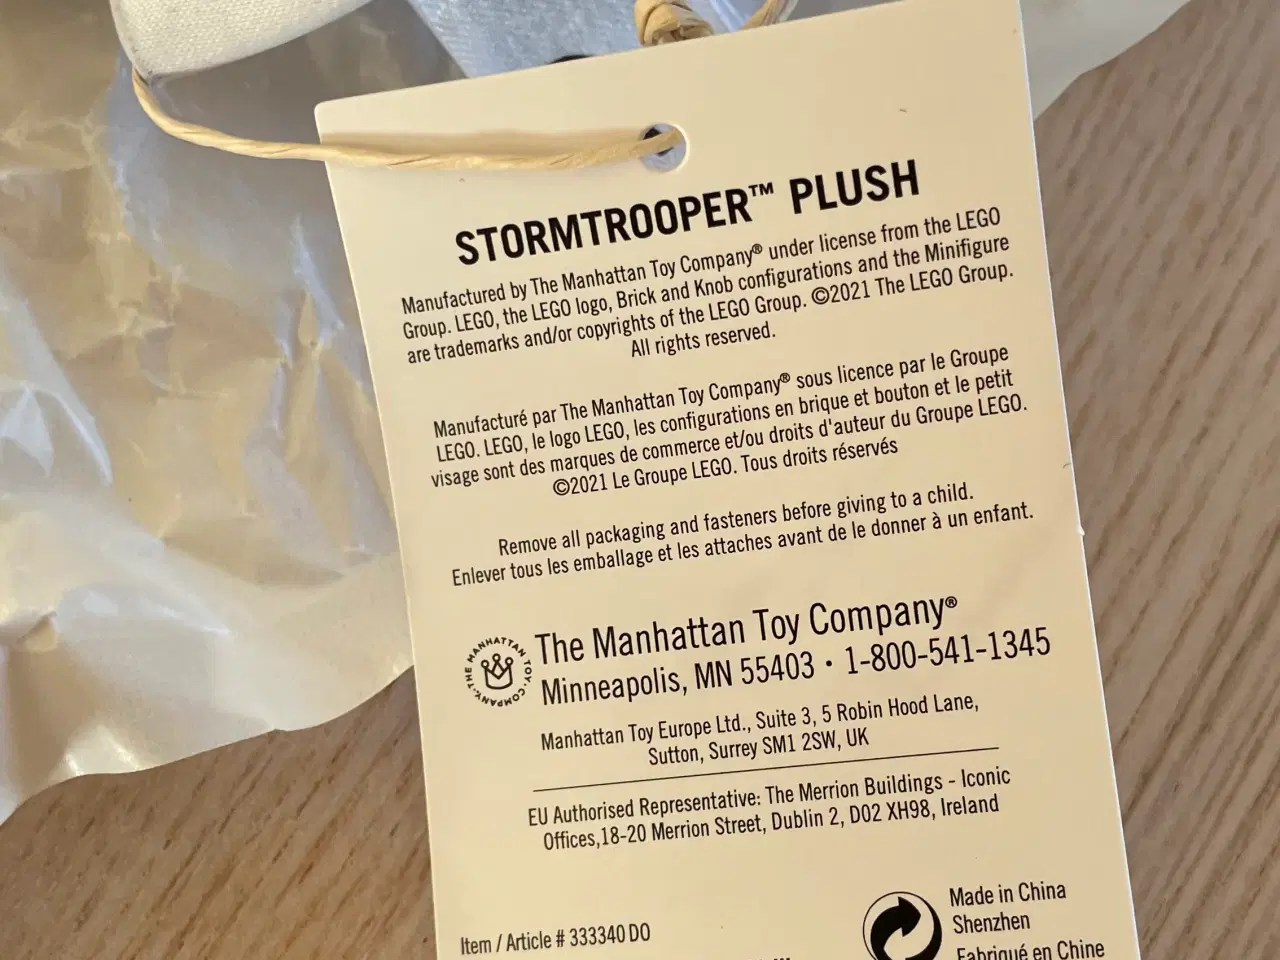 STORMTROOPER™ PLUSH
Manufactured by The Manhattan Toy Company® under license from the LEGO
Group. LEGO, the LEGO logo, Brick and Knob configurations and the Minifigure
are trademarks and/or copyrights of the LEGO Group. ©2021 The LEGO Group.
All rights reserved.
Manufacturé par The Manhattan Toy Company® sous licence par le Groupe
LEGO. LEGO, le logo LEGO, les configurations en brique et bouton et le petit
visage sont des marques de commerce et/ou droits d'auteur du Groupe LEGO.
©2021 Le Groupe LEGO. Tous droits réservés
Remove all packaging and fasteners before giving to a child.
Enlever tous les emballage et les attaches avant de le donner à un enfant.
THE MANHATTAN TOY COMPANY
The Manhattan Toy Company®
Minneapolis, MN 55403 • 1-800-541-1345
Manhattan Toy Europe Ltd., Suite 3, 5 Robin Hood Lane,
Sutton, Surrey SM1 2SW, UK
EU Authorised Representative: The Merrion Buildings - Iconic
Offices,18-20 Merrion Street, Dublin 2, D02 XH98, Ireland
Item / Article # 333340 DO
Made in China
Shenzhen
Fabriqué en Chine